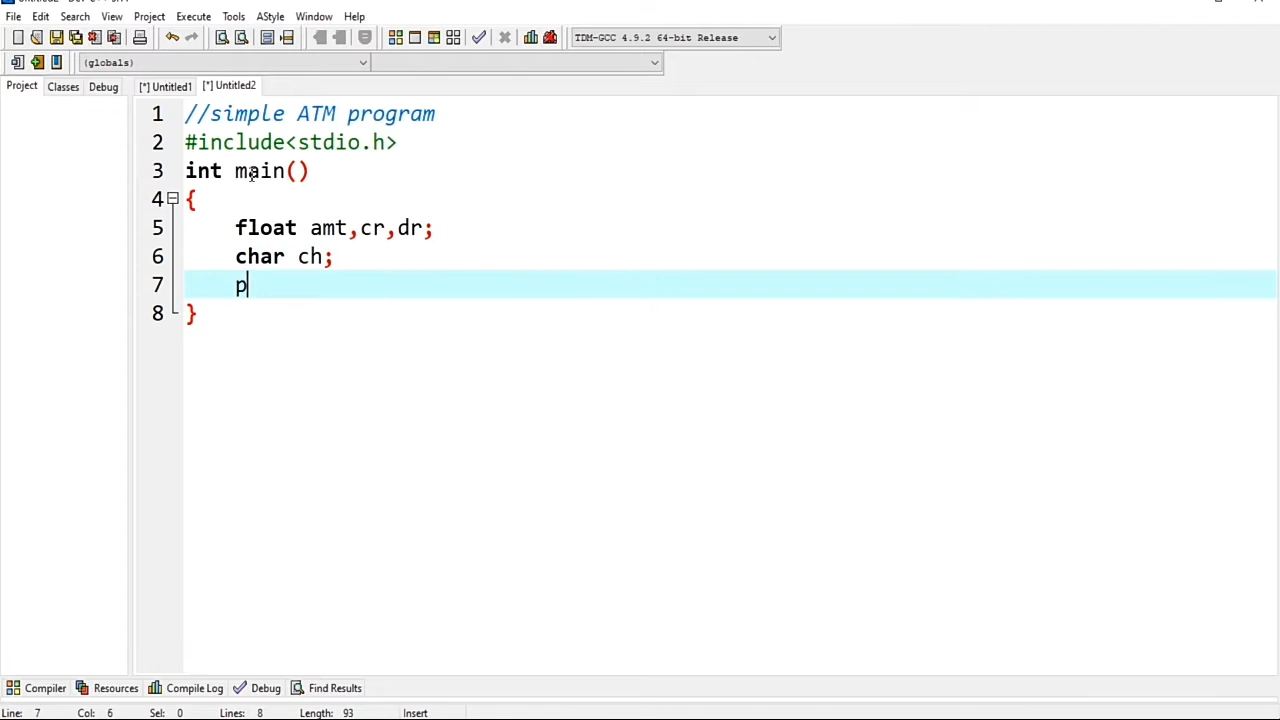 File Edit Search View Project Execute Tools AStyle Window Help
TDM-GCC 4.9.2 64-bit Release
(globals)
Project Classes Debug [*] Untitled1 [*] Untitled2
1 //simple ATM program
2 #include<stdio.h>
3 int main()
4 {
5 float amt,cr,dr;
6 char ch;
7 p
8 }
Compiler Resources Compile Log Debug Find Results
Line: 7 Col: 6 Sel: 0 Lines: 8 Length: 93 Insert